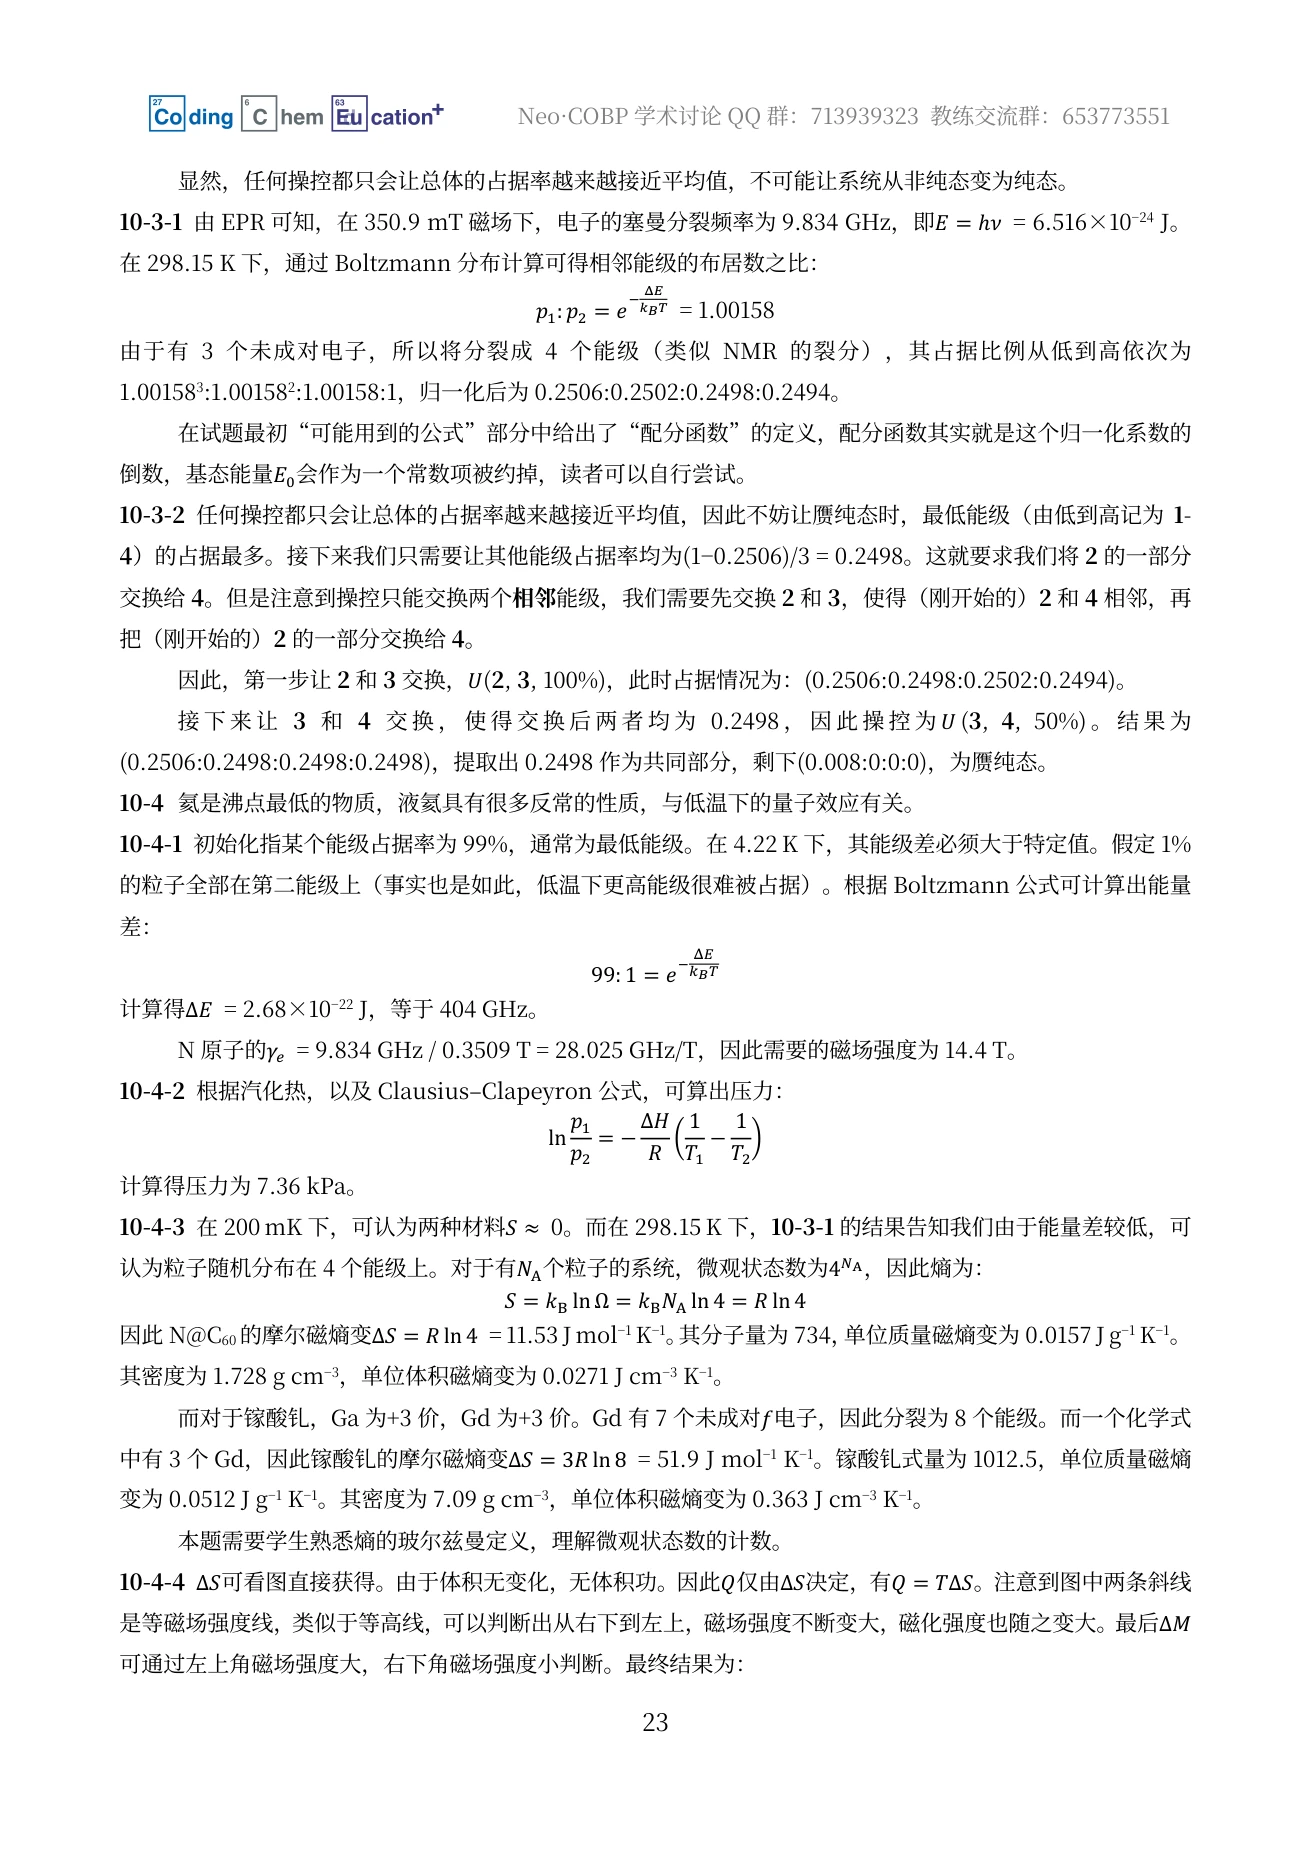 27 Co ding 6 C hem 63 Eu cation+ Neo·COBP 学术讨论 QQ 群：713939323 教练交流群：653773551
显然，任何操控都只会让总体的占据率越来越接近平均值，不可能让系统从非纯态变为纯态。
10-3-1 由 EPR 可知，在 350.9 mT 磁场下，电子的塞曼分裂频率为 9.834 GHz，即E = hν = 6.516×10⁻²⁴ J。
在 298.15 K 下，通过 Boltzmann 分布计算可得相邻能级的布居数之比：
p₁:p₂ = e^(−ΔE/(k_BT)) = 1.00158
由于有 3 个未成对电子，所以将分裂成 4 个能级（类似 NMR 的裂分），其占据比例从低到高依次为
1.00158³:1.00158²:1.00158:1，归一化后为 0.2506:0.2502:0.2498:0.2494。
在试题最初“可能用到的公式”部分中给出了“配分函数”的定义，配分函数其实就是这个归一化系数的
倒数，基态能量E₀会作为一个常数项被约掉，读者可以自行尝试。
10-3-2 任何操控都只会让总体的占据率越来越接近平均值，因此不妨让赝纯态时，最低能级（由低到高记为 1-
4）的占据最多。接下来我们只需要让其他能级占据率均为(1−0.2506)/3 = 0.2498。这就要求我们将 2 的一部分
交换给 4。但是注意到操控只能交换两个相邻能级，我们需要先交换 2 和 3，使得（刚开始的）2 和 4 相邻，再
把（刚开始的）2 的一部分交换给 4。
因此，第一步让 2 和 3 交换，U(2, 3, 100%)，此时占据情况为：(0.2506:0.2498:0.2502:0.2494)。
接下来让 3 和 4 交换，使得交换后两者均为 0.2498，因此操控为U(3, 4, 50%)。结果为
(0.2506:0.2498:0.2498:0.2498)，提取出 0.2498 作为共同部分，剩下(0.008:0:0:0)，为赝纯态。
10-4 氦是沸点最低的物质，液氦具有很多反常的性质，与低温下的量子效应有关。
10-4-1 初始化指某个能级占据率为 99%，通常为最低能级。在 4.22 K 下，其能级差必须大于特定值。假定 1%
的粒子全部在第二能级上（事实也是如此，低温下更高能级很难被占据）。根据 Boltzmann 公式可计算出能量
差：
99:1 = e^(−ΔE/(k_BT))
计算得ΔE = 2.68×10⁻²² J，等于 404 GHz。
N 原子的γₑ = 9.834 GHz / 0.3509 T = 28.025 GHz/T，因此需要的磁场强度为 14.4 T。
10-4-2 根据汽化热，以及 Clausius–Clapeyron 公式，可算出压力：
ln p₁/p₂ = −ΔH/R (1/T₁ − 1/T₂)
计算得压力为 7.36 kPa。
10-4-3 在 200 mK 下，可认为两种材料S ≈ 0。而在 298.15 K 下，10-3-1 的结果告知我们由于能量差较低，可
认为粒子随机分布在 4 个能级上。对于有N_A个粒子的系统，微观状态数为4^(N_A)，因此熵为：
S = k_B ln Ω = k_B N_A ln 4 = R ln 4
因此 N@C₆₀ 的摩尔磁熵变ΔS = R ln 4 = 11.53 J mol⁻¹ K⁻¹。其分子量为 734, 单位质量磁熵变为 0.0157 J g⁻¹ K⁻¹。
其密度为 1.728 g cm⁻³，单位体积磁熵变为 0.0271 J cm⁻³ K⁻¹。
而对于镓酸钆，Ga 为+3 价，Gd 为+3 价。Gd 有 7 个未成对f电子，因此分裂为 8 个能级。而一个化学式
中有 3 个 Gd，因此镓酸钆的摩尔磁熵变ΔS = 3R ln 8 = 51.9 J mol⁻¹ K⁻¹。镓酸钆式量为 1012.5，单位质量磁熵
变为 0.0512 J g⁻¹ K⁻¹。其密度为 7.09 g cm⁻³，单位体积磁熵变为 0.363 J cm⁻³ K⁻¹。
本题需要学生熟悉熵的玻尔兹曼定义，理解微观状态数的计数。
10-4-4 ΔS可看图直接获得。由于体积无变化，无体积功。因此Q仅由ΔS决定，有Q = TΔS。注意到图中两条斜线
是等磁场强度线，类似于等高线，可以判断出从右下到左上，磁场强度不断变大，磁化强度也随之变大。最后ΔM
可通过左上角磁场强度大，右下角磁场强度小判断。最终结果为：
23